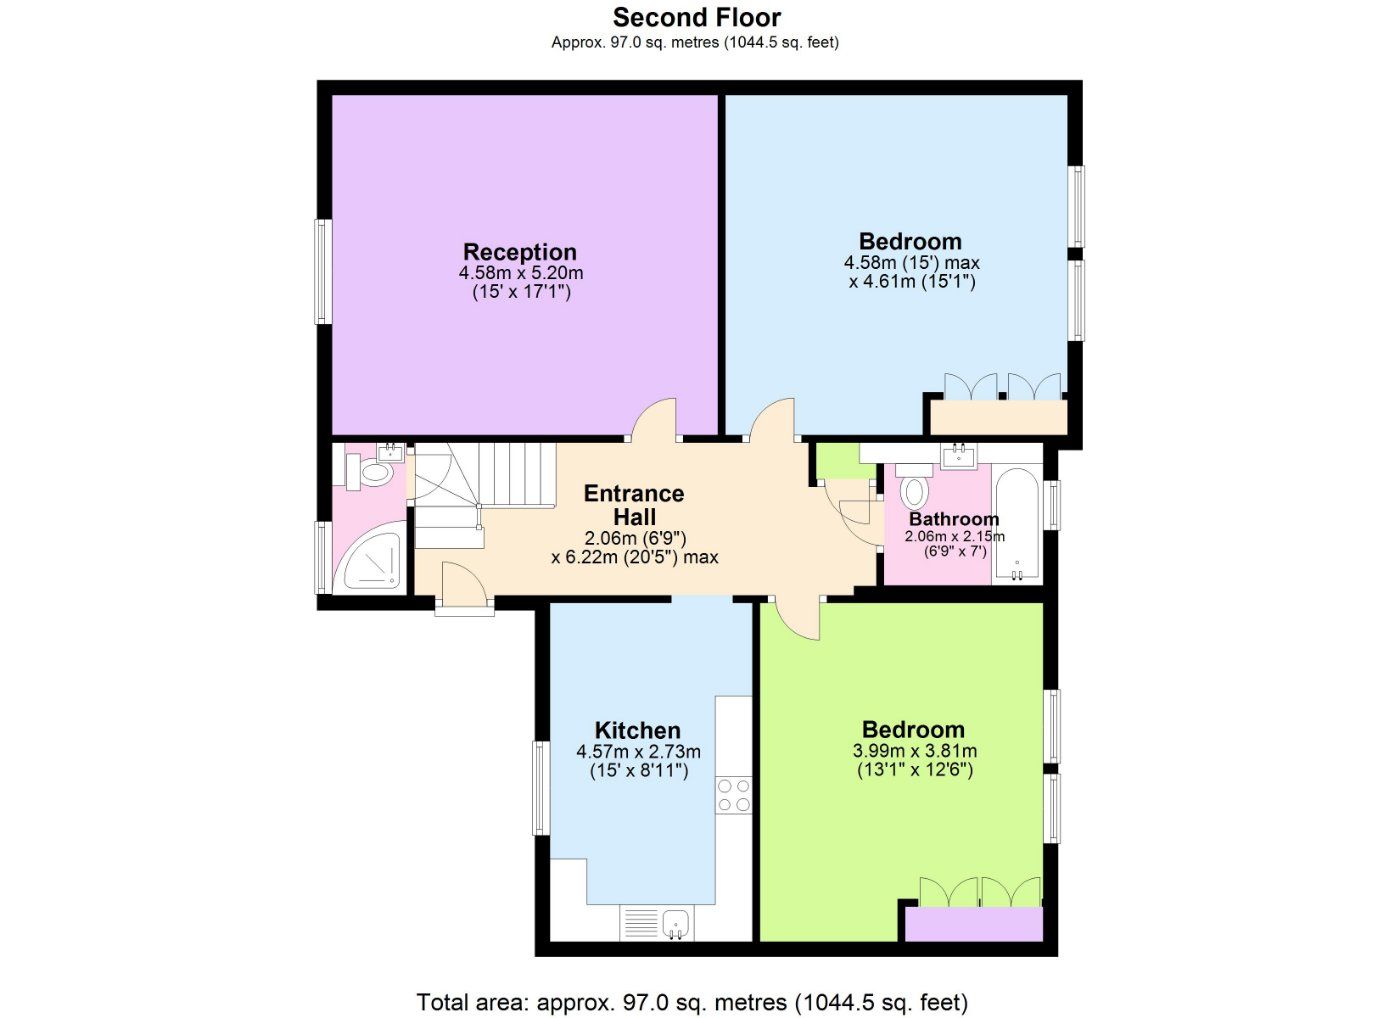 Second Floor
Approx. 97.0 sq. metres (1044.5 sq. feet)
Reception
4.58m x 5.20m
(15' x 17'1")
Bedroom
4.58m (15') max
x 4.61m (15'1")
Entrance
Hall
2.06m (6'9")
x 6.22m (20'5") max
Bathroom
2.06m x 2.15m
(6'9" x 7')
Kitchen
4.57m x 2.73m
(15' x 8'11")
Bedroom
3.99m x 3.81m
(13'1" x 12'6")
Total area: approx. 97.0 sq. metres (1044.5 sq. feet)